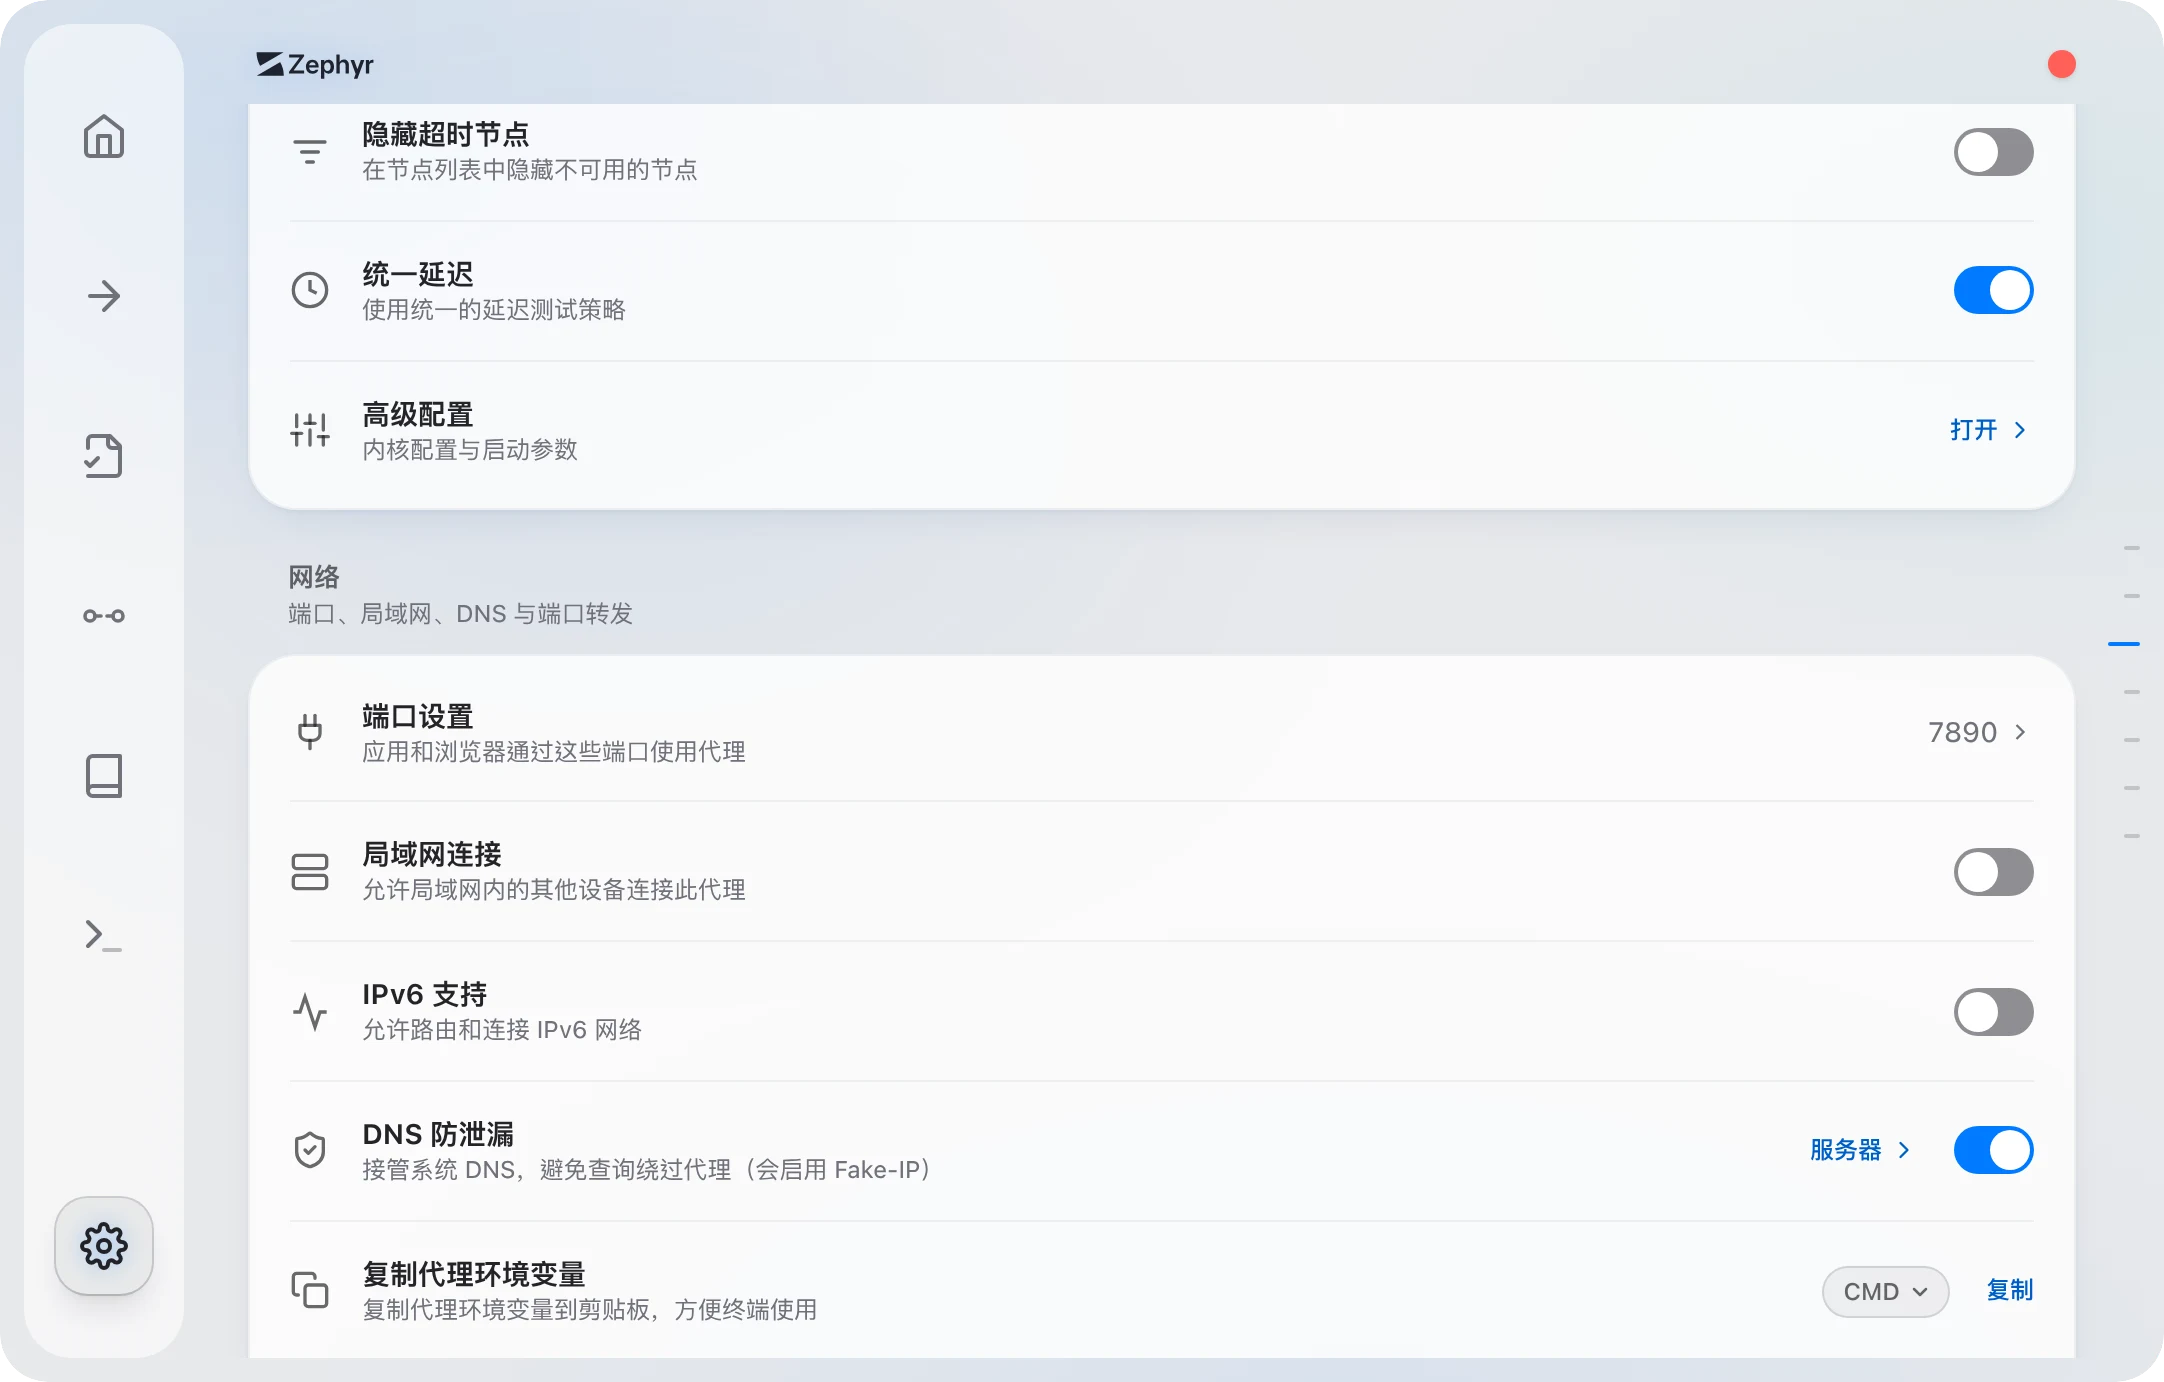 Zephyr
隐藏超时节点
在节点列表中隐藏不可用的节点
统一延迟
使用统一的延迟测试策略
高级配置
内核配置与启动参数
打开
网络
端口、局域网、DNS 与端口转发
端口设置
应用和浏览器通过这些端口使用代理
7890
局域网连接
允许局域网内的其他设备连接此代理
IPv6 支持
允许路由和连接 IPv6 网络
DNS 防泄漏
接管系统 DNS，避免查询绕过代理（会启用 Fake-IP）
服务器
复制代理环境变量
复制代理环境变量到剪贴板，方便终端使用
CMD
复制